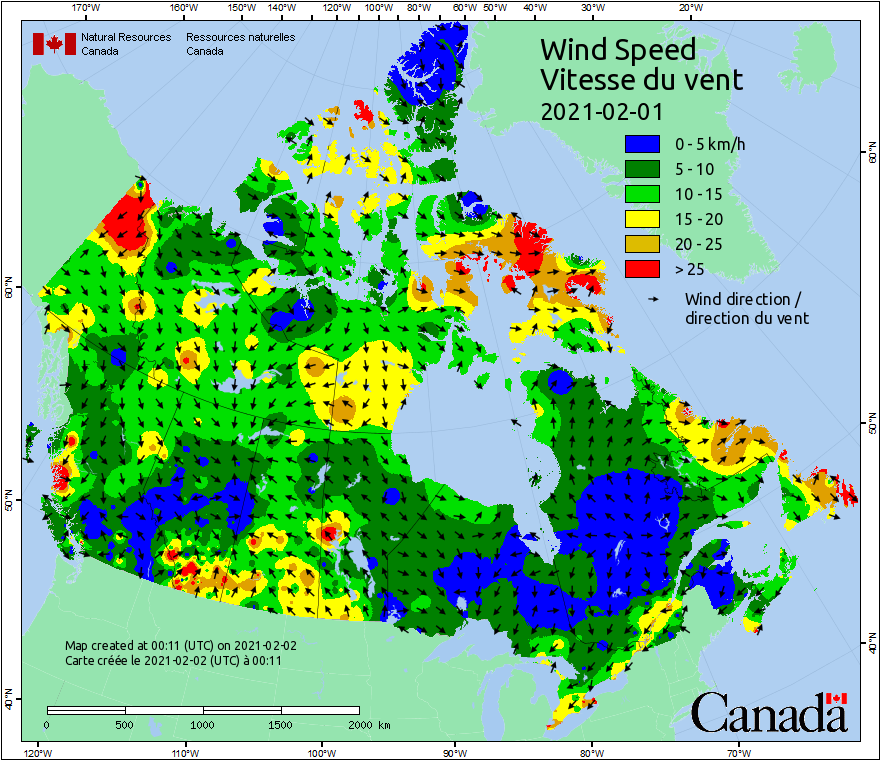 170°W 160°W 150°W 140°W 120°W 100°W 80°W 60°W 50°W 40°W 30°W 20°W
Natural Resources Canada
Ressources naturelles Canada
Wind Speed
Vitesse du vent
2021-02-01
0 - 5 km/h
5 - 10
10 - 15
15 - 20
20 - 25
> 25
Wind direction /
direction du vent
60°N
60°N
50°N
50°N
40°N
40°N
Map created at 00:11 (UTC) on 2021-02-02
Carte créée le 2021-02-02 (UTC) à 00:11
0 500 1000 1500 2000 km
Canada
120°W 110°W 100°W 90°W 80°W 70°W